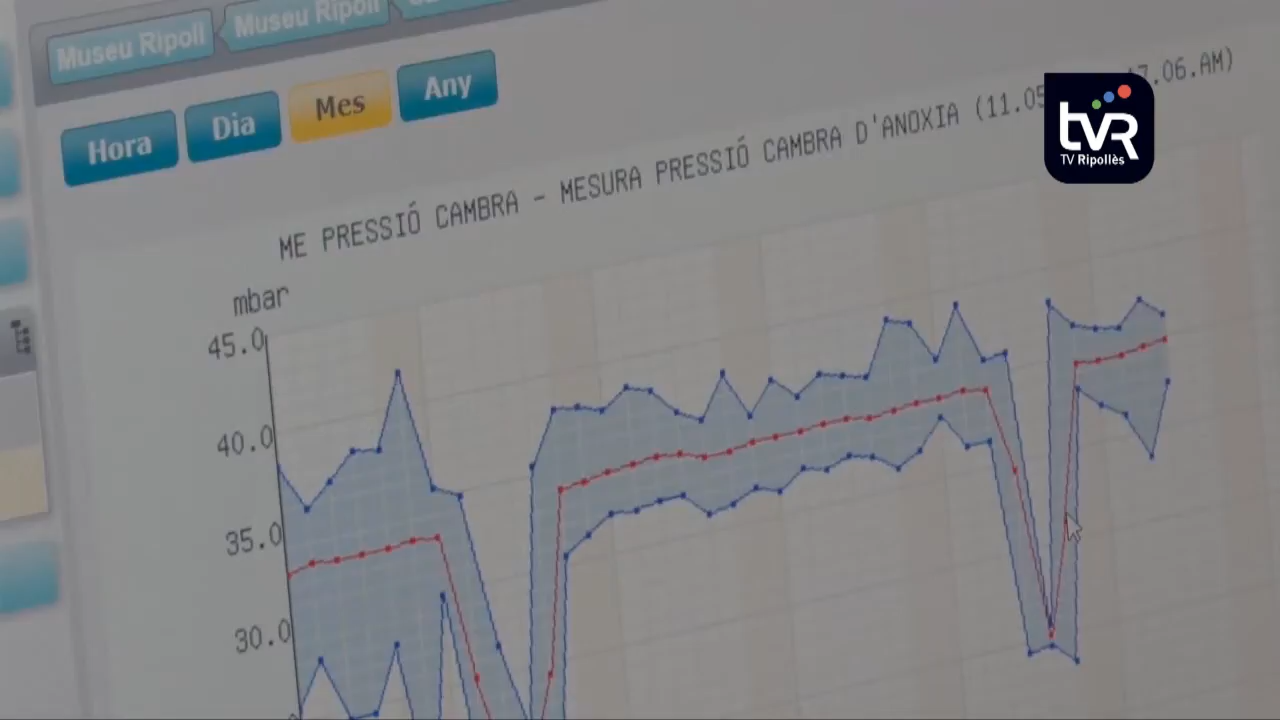 Museu Ripoll
Museu Ripoll
Hora
Dia
Mes
Any
ME PRESSIÓ CAMBRA - MESURA PRESSIÓ CAMBRA D'ANOXIA (11.05 7.06.AM)
mbar
45.0
40.0
35.0
30.0
tvR
TV Ripollès